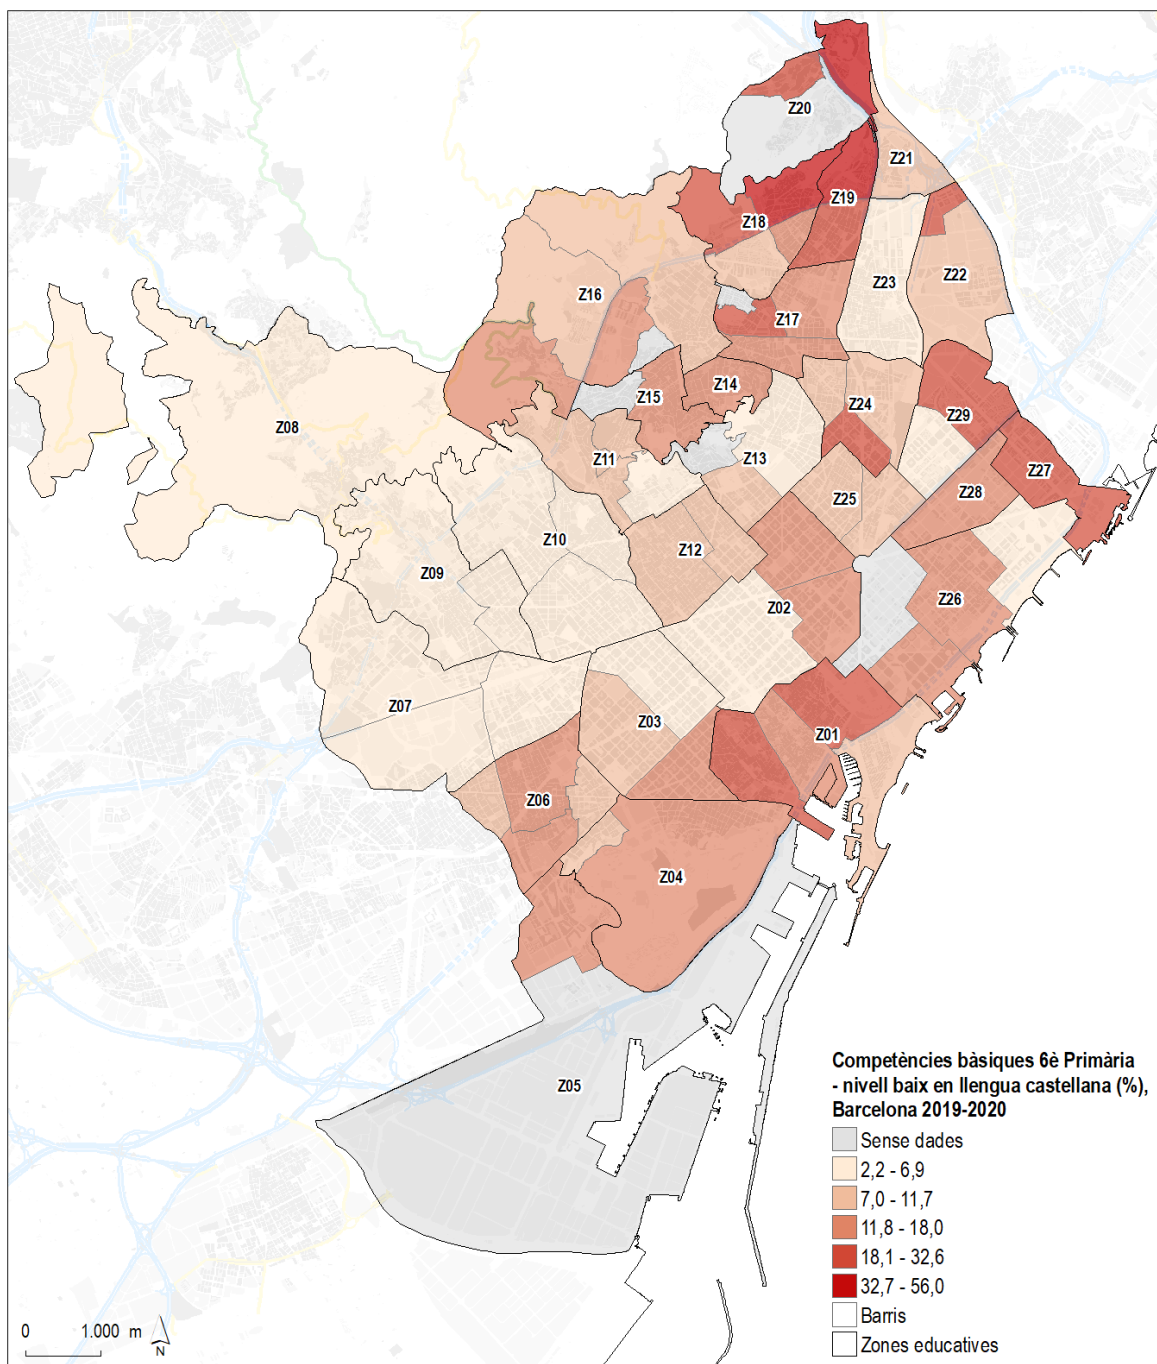 Z20
Z21
Z19
Z18
Z22
Z23
Z16
Z17
Z14
Z15
Z24
Z29
Z08
Z11
Z13
Z27
Z25
Z28
Z10
Z12
Z09
Z26
Z02
Z07
Z03
Z01
Z06
Z04
Z05
Competències bàsiques 6è Primària
- nivell baix en llengua castellana (%),
Barcelona 2019-2020
Sense dades
2,2 - 6,9
7,0 - 11,7
11,8 - 18,0
18,1 - 32,6
32,7 - 56,0
Barris
Zones educatives
0 1.000 m
N